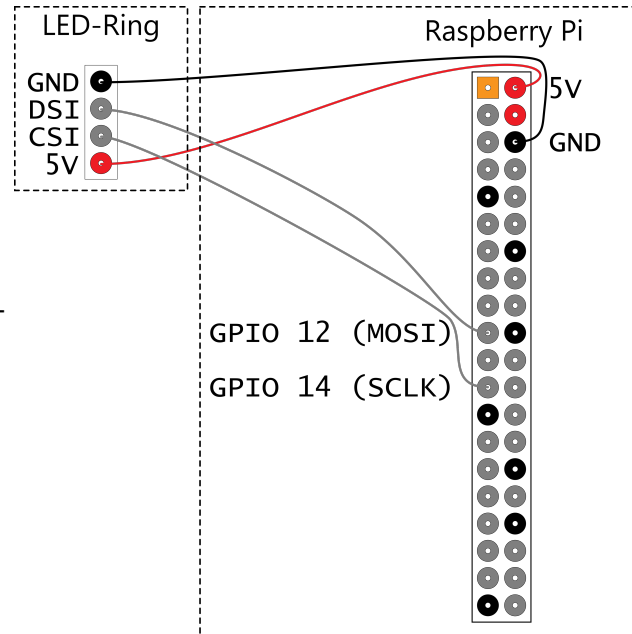 LED-Ring
GND
DSI
CSI
5V
Raspberry Pi
5V
GND
GPIO 12 (MOSI)
GPIO 14 (SCLK)